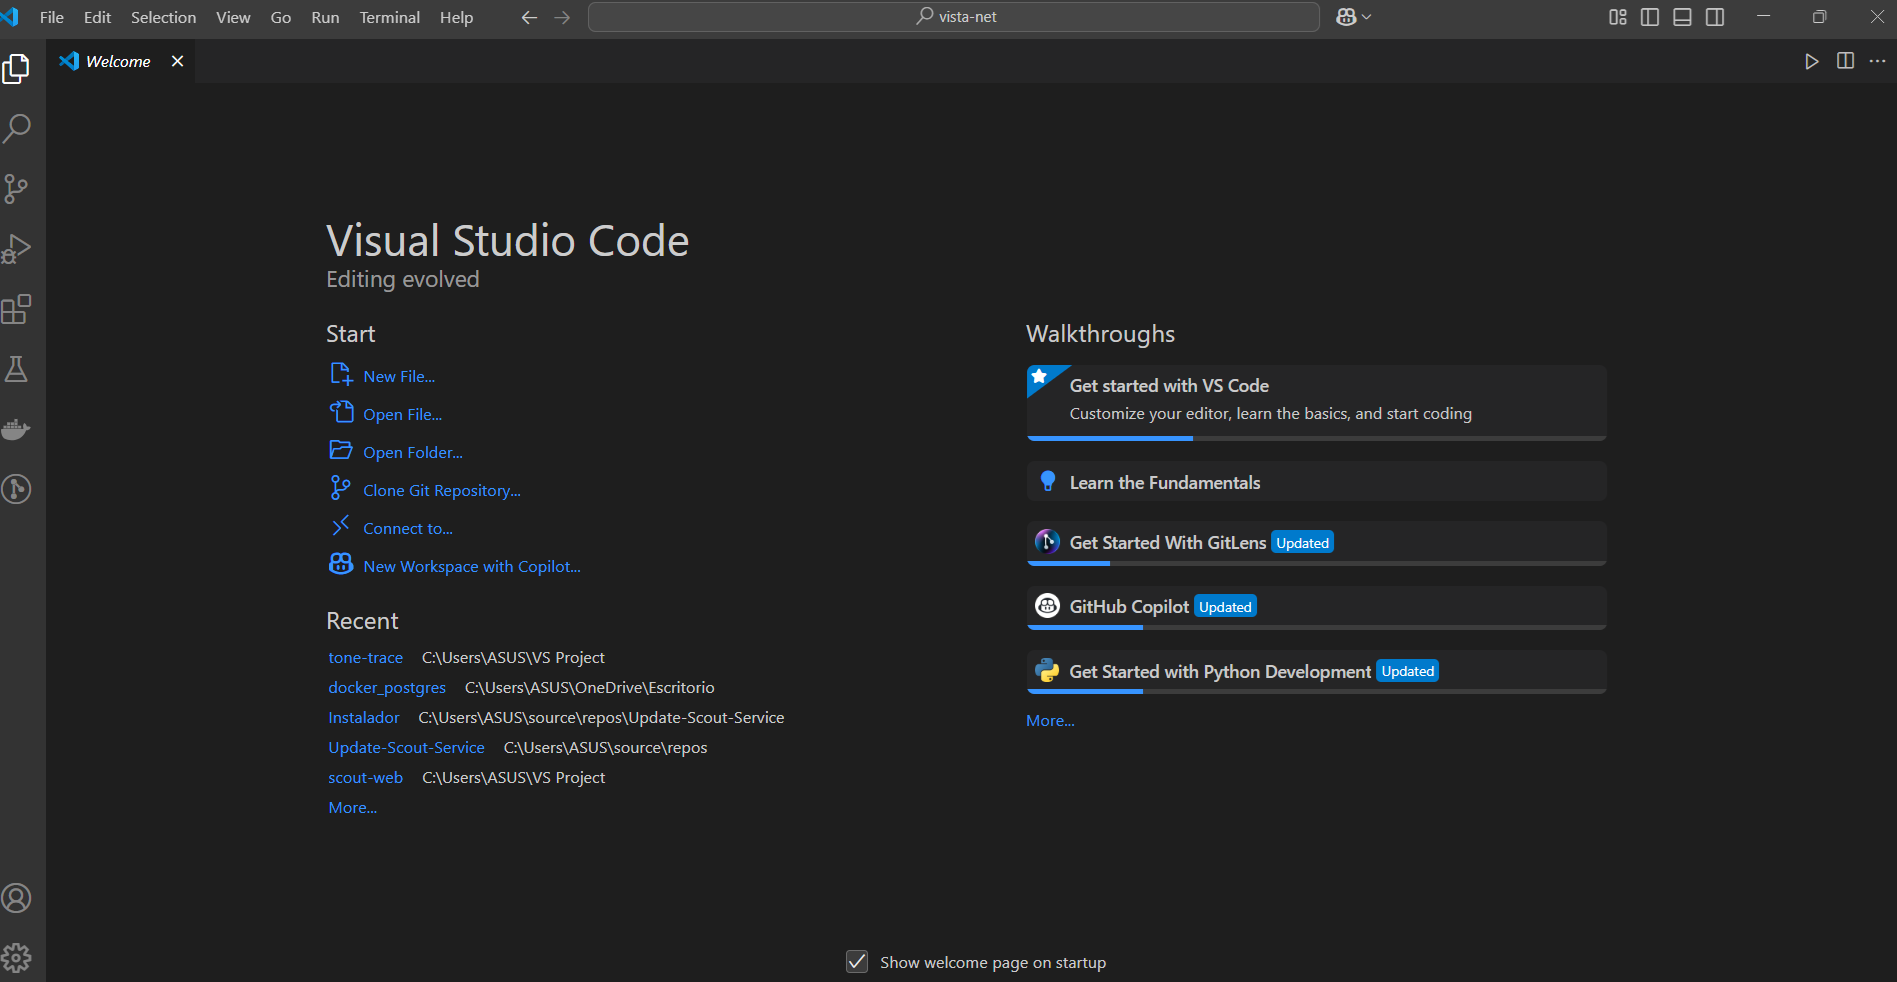 File Edit Selection View Go Run Terminal Help vista-net
Welcome
Visual Studio Code
Editing evolved
Start
New File...
Open File...
Open Folder...
Clone Git Repository...
Connect to...
New Workspace with Copilot...
Recent
tone-trace C:\Users\ASUS\VS Project
docker_postgres C:\Users\ASUS\OneDrive\Escritorio
Instalador C:\Users\ASUS\source\repos\Update-Scout-Service
Update-Scout-Service C:\Users\ASUS\source\repos
scout-web C:\Users\ASUS\VS Project
More...
Walkthroughs
Get started with VS Code
Customize your editor, learn the basics, and start coding
Learn the Fundamentals
Get Started With GitLens Updated
GitHub Copilot Updated
Get Started with Python Development Updated
More...
Show welcome page on startup